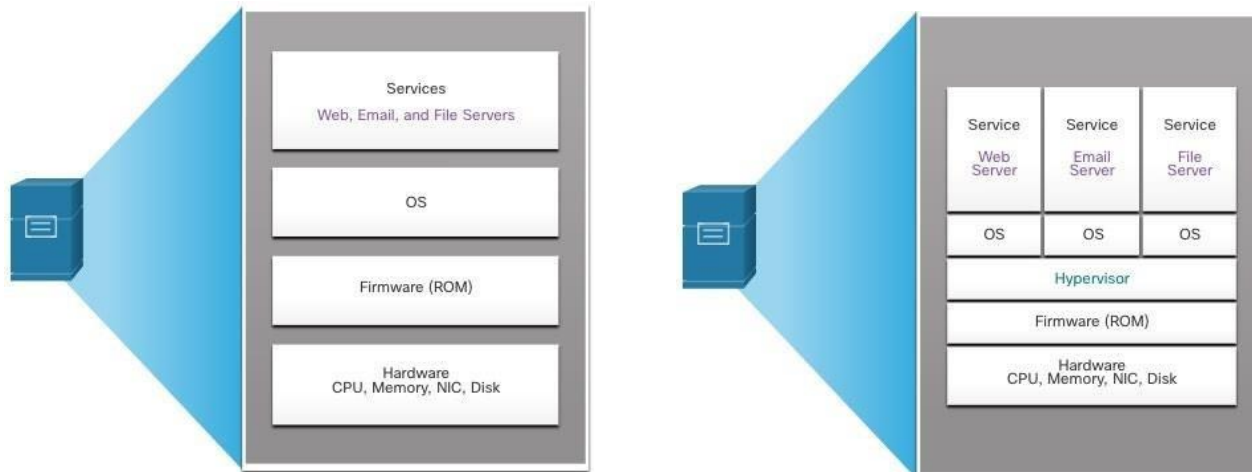 Services
Web, Email, and File Servers
OS
Firmware (ROM)
Hardware
CPU, Memory, NIC, Disk
Service
Web
Server
Service
Email
Server
Service
File
Server
OS
OS
OS
Hypervisor
Firmware (ROM)
Hardware
CPU, Memory, NIC, Disk